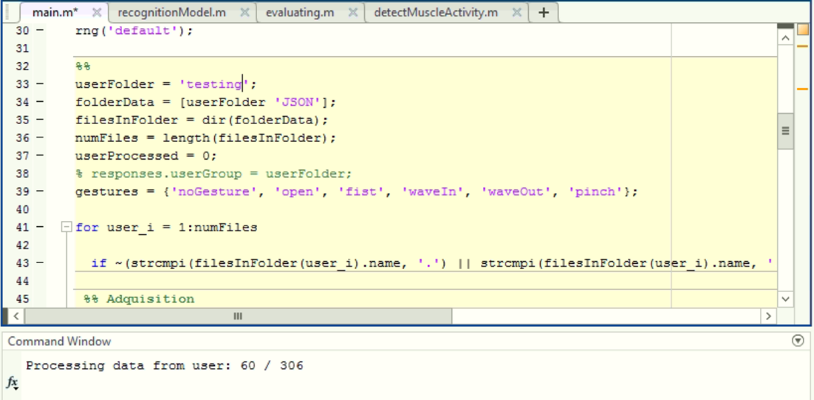 main.m* × recognitionModel.m × evaluating.m × detectMuscleActivity.m × +
30 – rng('default');
31
32 %%
33 – userFolder = 'testing';
34 – folderData = [userFolder 'JSON'];
35 – filesInFolder = dir(folderData);
36 – numFiles = length(filesInFolder);
37 – userProcessed = 0;
38 % responses.userGroup = userFolder;
39 – gestures = {'noGesture', 'open', 'fist', 'waveIn', 'waveOut', 'pinch'};
40
41 – for user_i = 1:numFiles
42
43 – if ~(strcmpi(filesInFolder(user_i).name, '.') || strcmpi(filesInFolder(user_i).name, '
44
45 %% Adquisition
Command Window
Processing data from user: 60 / 306
fx